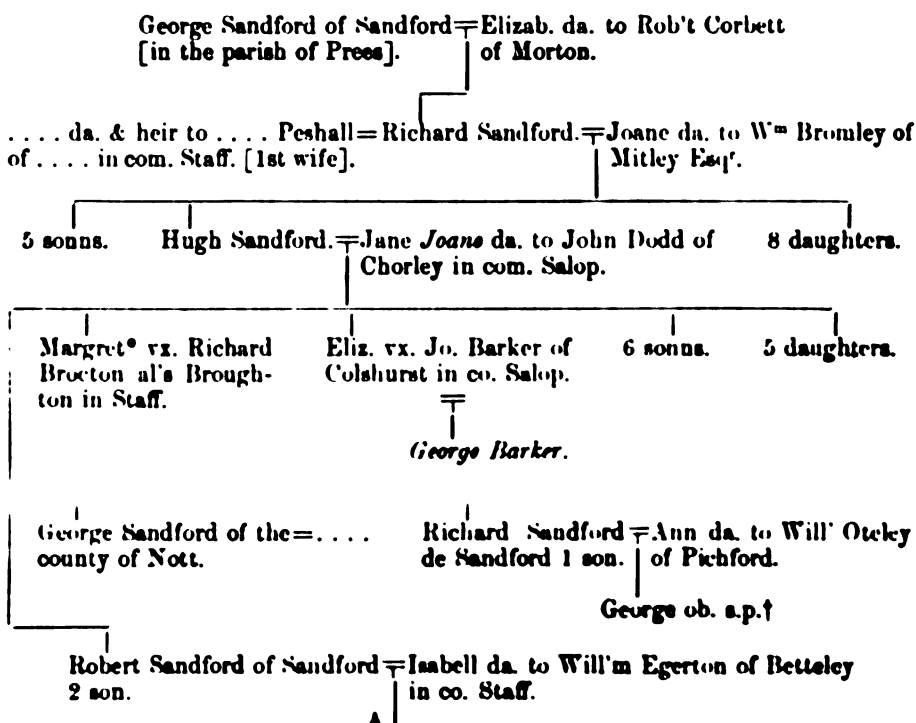 George Sandford of Sandford=Elizab. da. to Rob't Corbett
[in the parish of Prees]. of Morton.
. . . . da. & heir to . . . . Peshall=Richard Sandford.=Joane da. to Wm Bromley of
of . . . . in com. Staff. [1st wife]. Mitley Esqr.
5 sonns. Hugh Sandford.=Jane Joane da. to John Dodd of 8 daughters.
Chorley in com. Salop.
Margret* vx. Richard Eliz. vx. Jo. Barker of 6 sonns. 5 daughters.
Brocton al's Brough- Colshurst in co. Salop.
ton in Staff.
George Barker.
George Sandford of the=. . . . Richard Sandford=Ann da. to Will' Oteley
county of Nott. de Sandford 1 son. of Pichford.
George ob. s.p.†
Robert Sandford of Sandford=Isabell da. to Will'm Egerton of Betteley
2 son. in co. Staff.
A